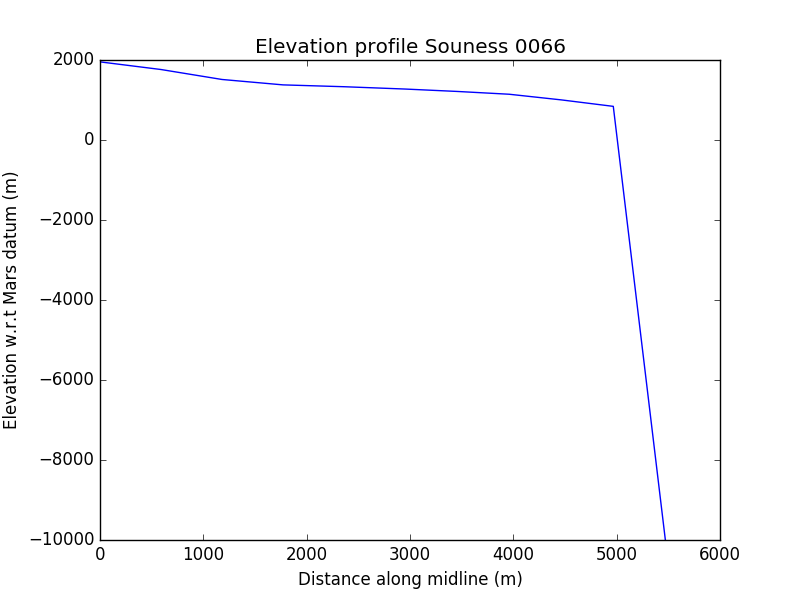 Elevation profile Souness 0066
2000
0
−2000
−4000
−6000
−8000
−10000
Elevation w.r.t Mars datum (m)
0 1000 2000 3000 4000 5000 6000
Distance along midline (m)